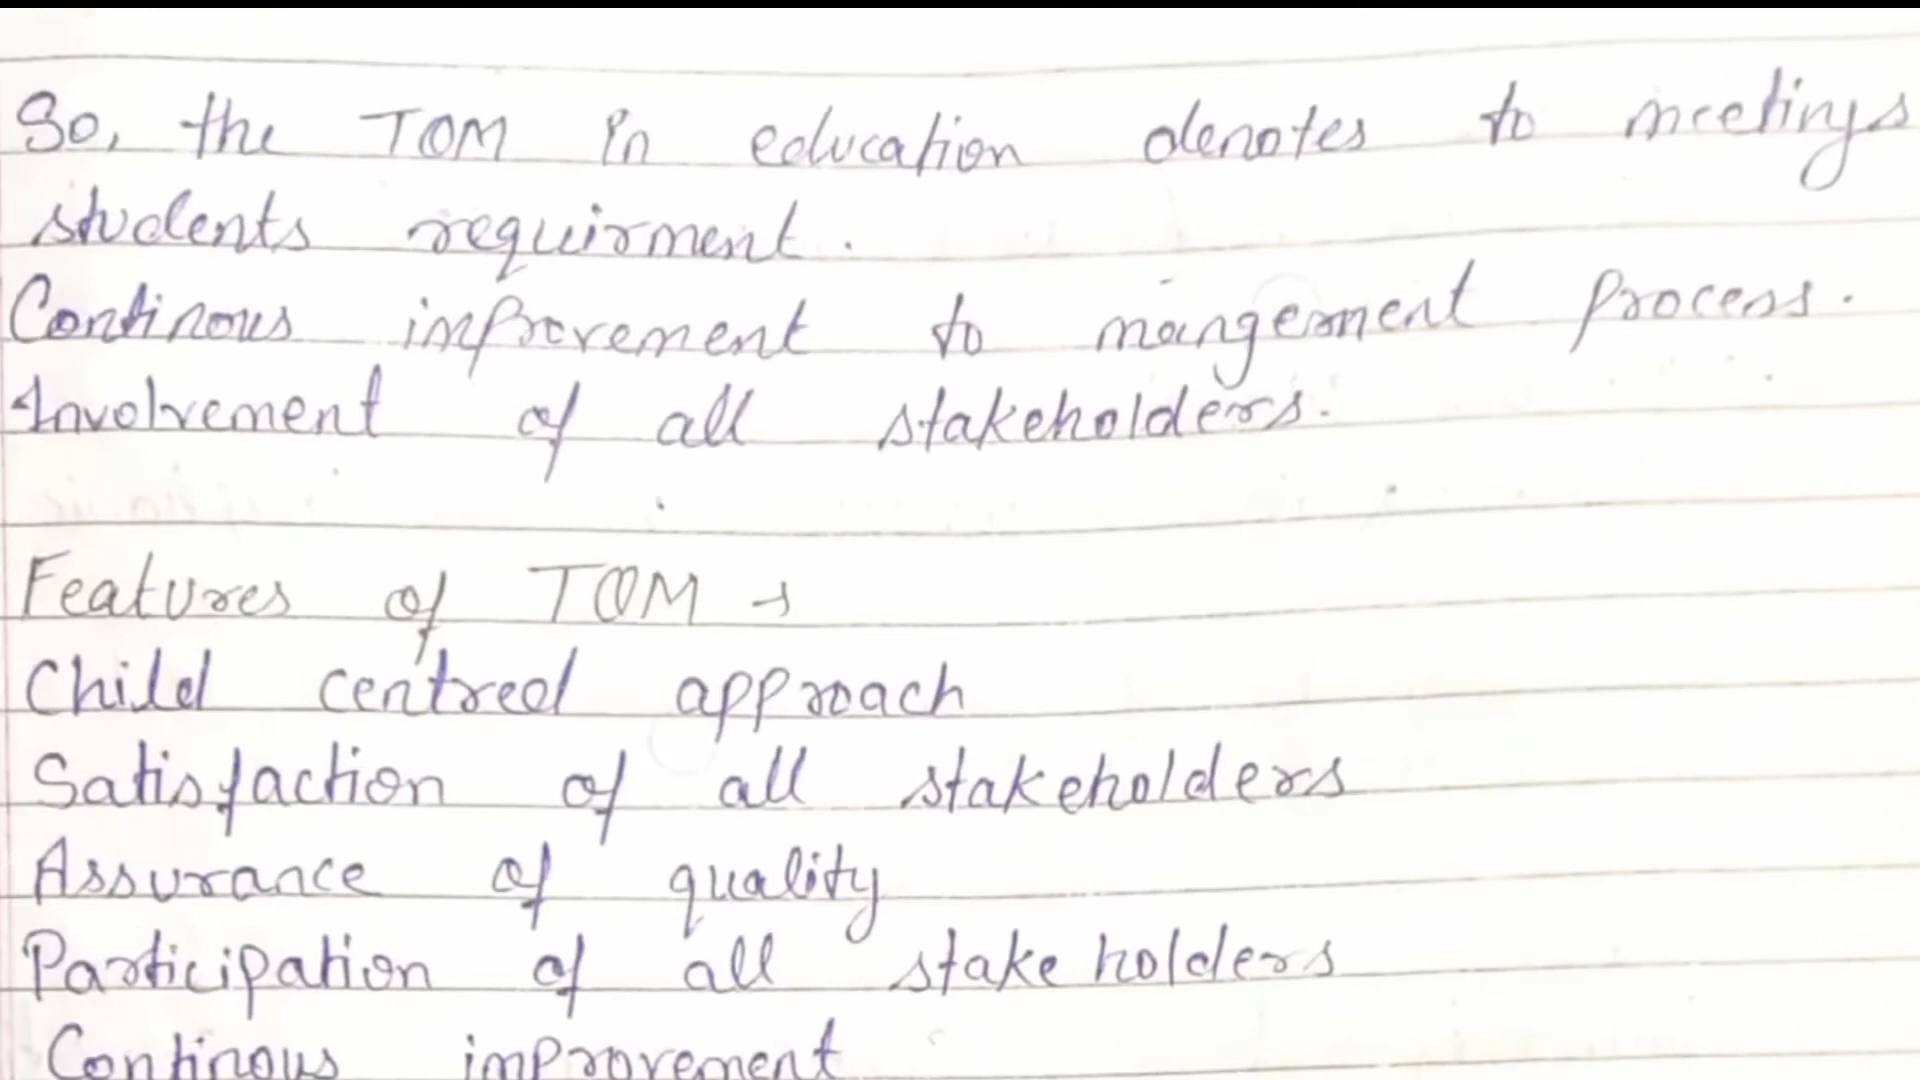 So, the TOM in education denotes to meetings
students requirment.
Continous improvement to mangement process.
Involvement of all stakeholders.
Features of TQM →
Child centred approach
Satisfaction of all stakeholders
Assurance of quality
Participation of all stake holders
Continous improvement